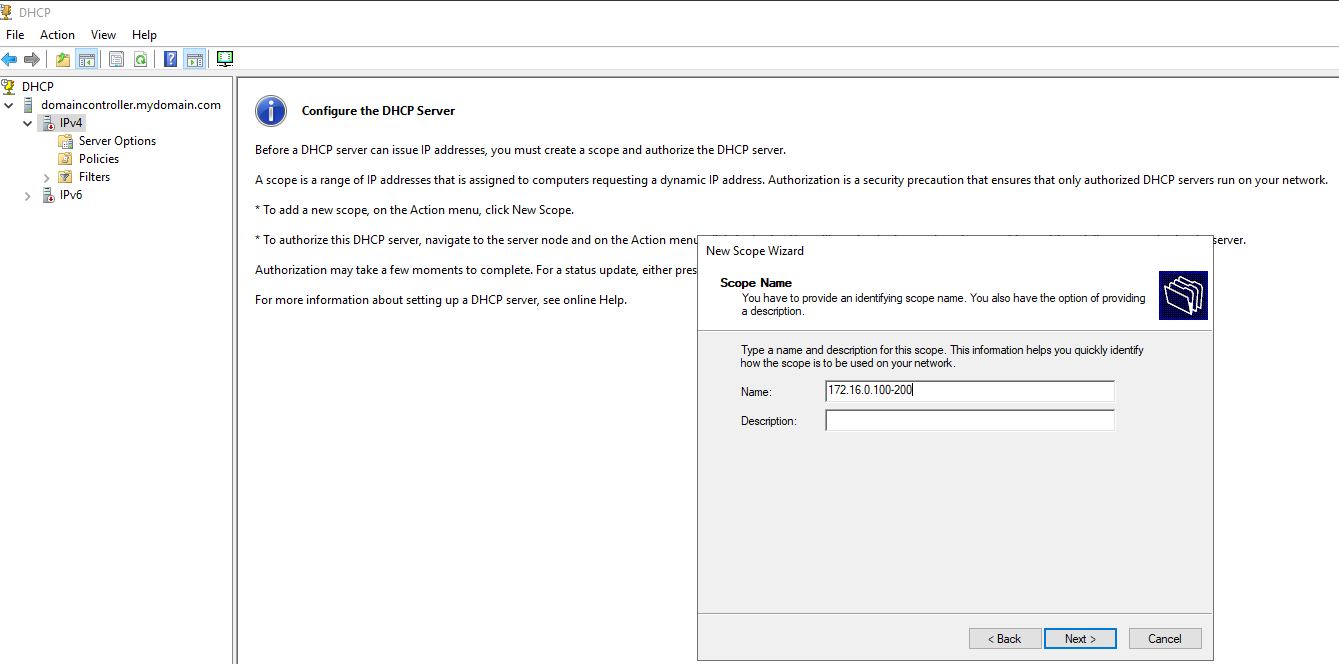 DHCP
File Action View Help
DHCP
domaincontroller.mydomain.com
IPv4
Server Options
Policies
Filters
IPv6
Configure the DHCP Server
Before a DHCP server can issue IP addresses, you must create a scope and authorize the DHCP server.
A scope is a range of IP addresses that is assigned to computers requesting a dynamic IP address. Authorization is a security precaution that ensures that only authorized DHCP servers run on your network.
* To add a new scope, on the Action menu, click New Scope.
* To authorize this DHCP server, navigate to the server node and on the Action menu server.
Authorization may take a few moments to complete. For a status update, either pres
For more information about setting up a DHCP server, see online Help.
New Scope Wizard
Scope Name
You have to provide an identifying scope name. You also have the option of providing
a description.
Type a name and description for this scope. This information helps you quickly identify
how the scope is to be used on your network.
Name: 172.16.0.100-200
Description:
< Back Next > Cancel